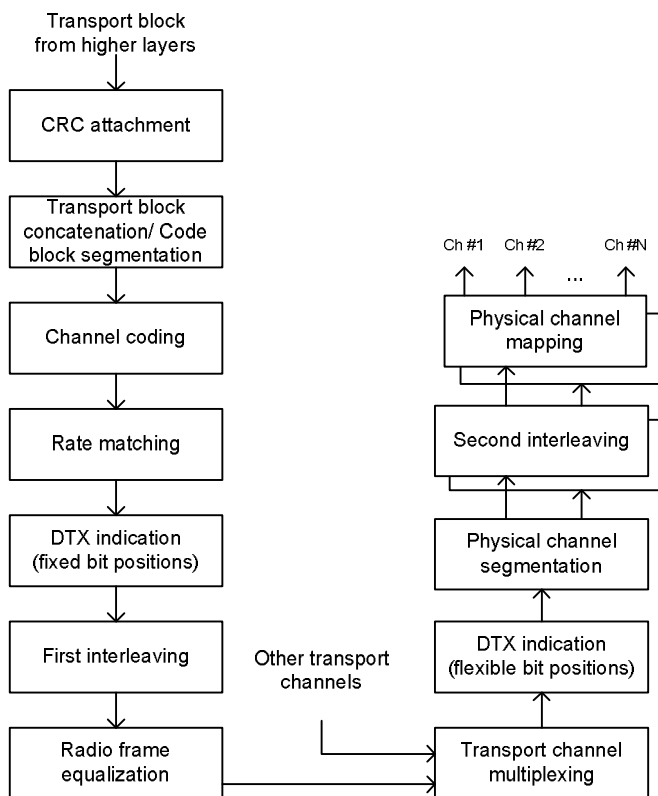 Transport block
from higher layers
CRC attachment
Transport block
concatenation/ Code
block segmentation
Channel coding
Rate matching
DTX indication
(fixed bit positions)
First interleaving
Radio frame
equalization
Other transport
channels
Ch #1 Ch #2 ... Ch #N
Physical channel
mapping
Second interleaving
Physical channel
segmentation
DTX indication
(flexible bit positions)
Transport channel
multiplexing